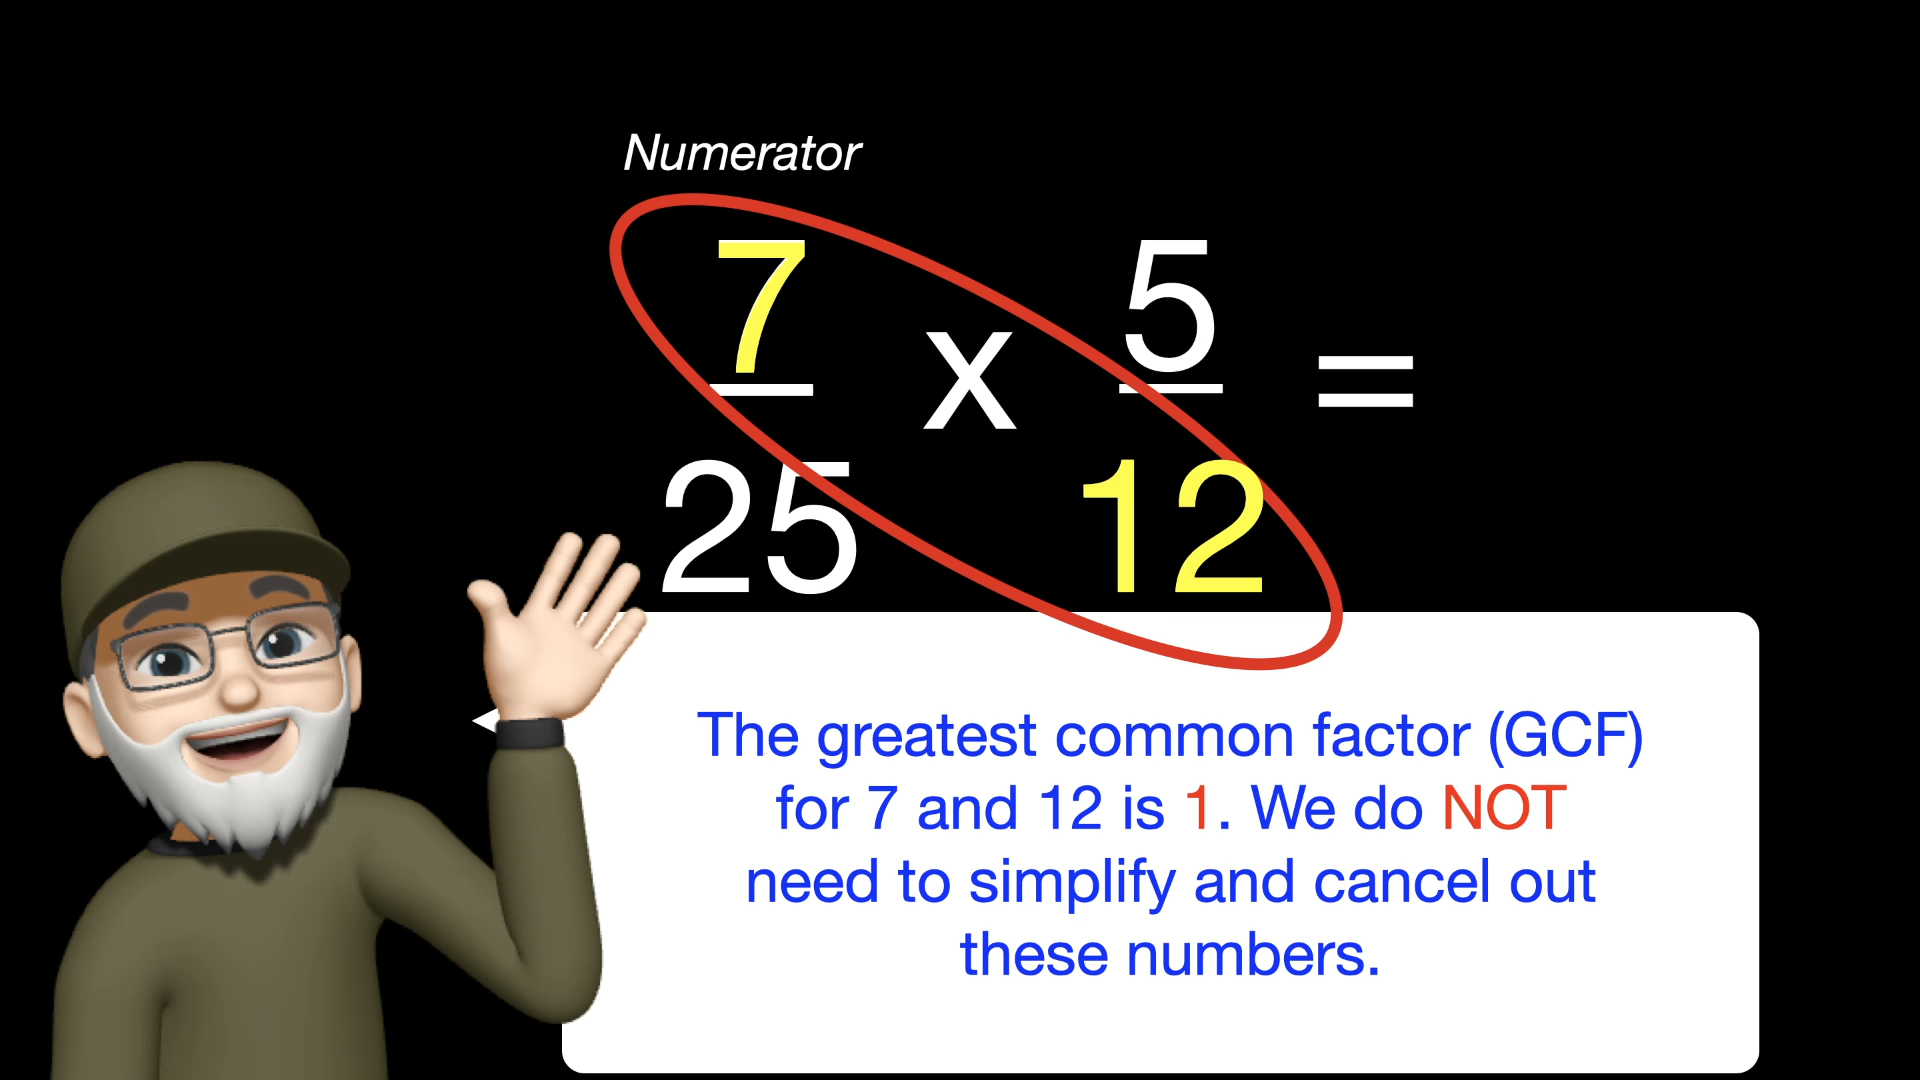 Numerator
7 x 5 =
25 12
The greatest common factor (GCF)
for 7 and 12 is 1. We do NOT
need to simplify and cancel out
these numbers.